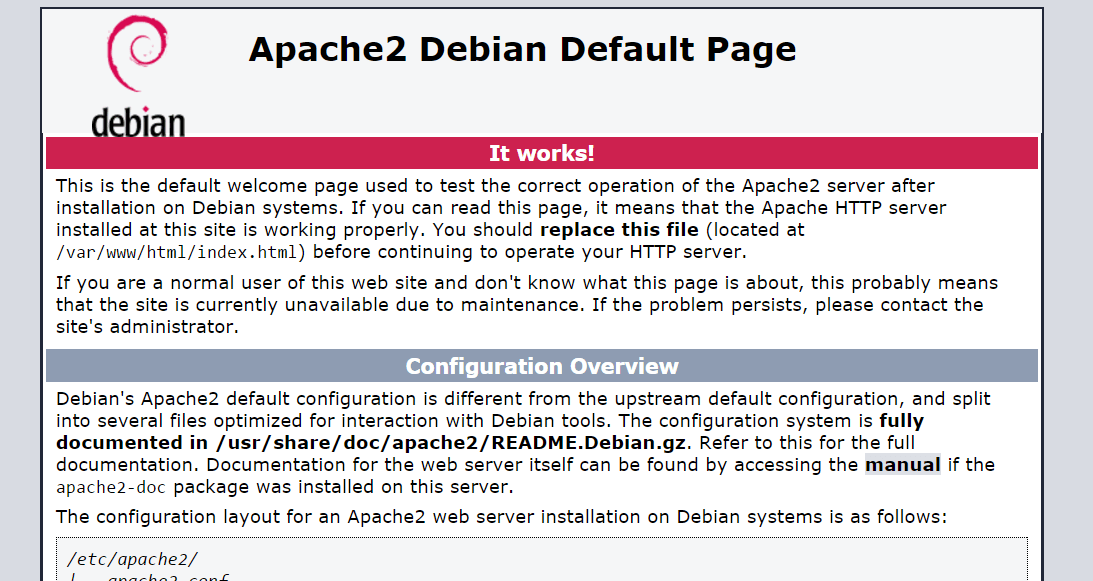 debian
Apache2 Debian Default Page
It works!
This is the default welcome page used to test the correct operation of the Apache2 server after
installation on Debian systems. If you can read this page, it means that the Apache HTTP server
installed at this site is working properly. You should replace this file (located at
/var/www/html/index.html) before continuing to operate your HTTP server.
If you are a normal user of this web site and don't know what this page is about, this probably means
that the site is currently unavailable due to maintenance. If the problem persists, please contact the
site's administrator.
Configuration Overview
Debian's Apache2 default configuration is different from the upstream default configuration, and split
into several files optimized for interaction with Debian tools. The configuration system is fully
documented in /usr/share/doc/apache2/README.Debian.gz. Refer to this for the full
documentation. Documentation for the web server itself can be found by accessing the manual if the
apache2-doc package was installed on this server.
The configuration layout for an Apache2 web server installation on Debian systems is as follows:
/etc/apache2/
|-- apache2.conf